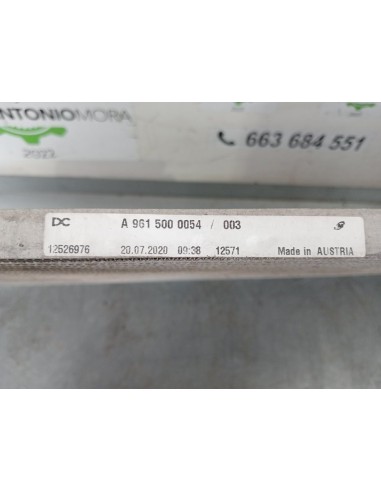 ANTONIOMORA
2022
663 684 551
DC A 961 500 0054 / 003
12526976 20.07.2020 09:38 12571 Made in AUSTRIA